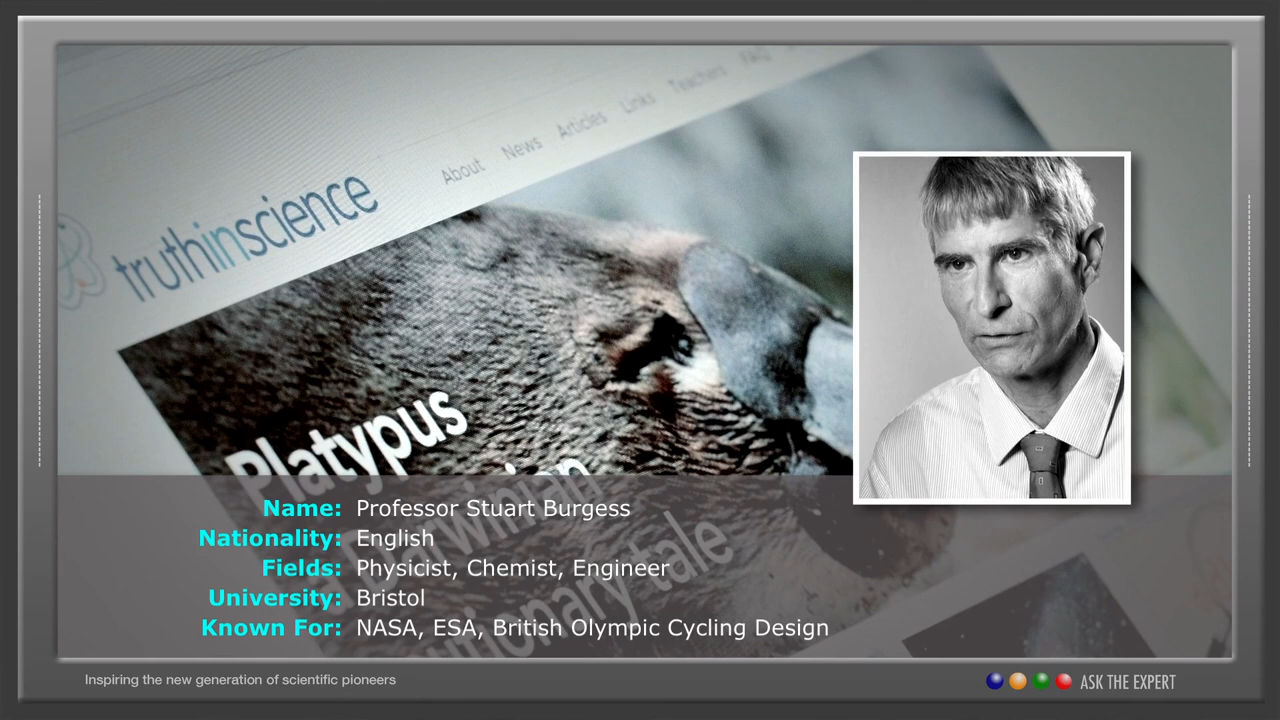 About News Articles Links Teachers FAQ
truthinscience
Platypus
Darwinian
tale
Name: Professor Stuart Burgess
Nationality: English
Fields: Physicist, Chemist, Engineer
University: Bristol
Known For: NASA, ESA, British Olympic Cycling Design
Inspiring the new generation of scientific pioneers
ASK THE EXPERT